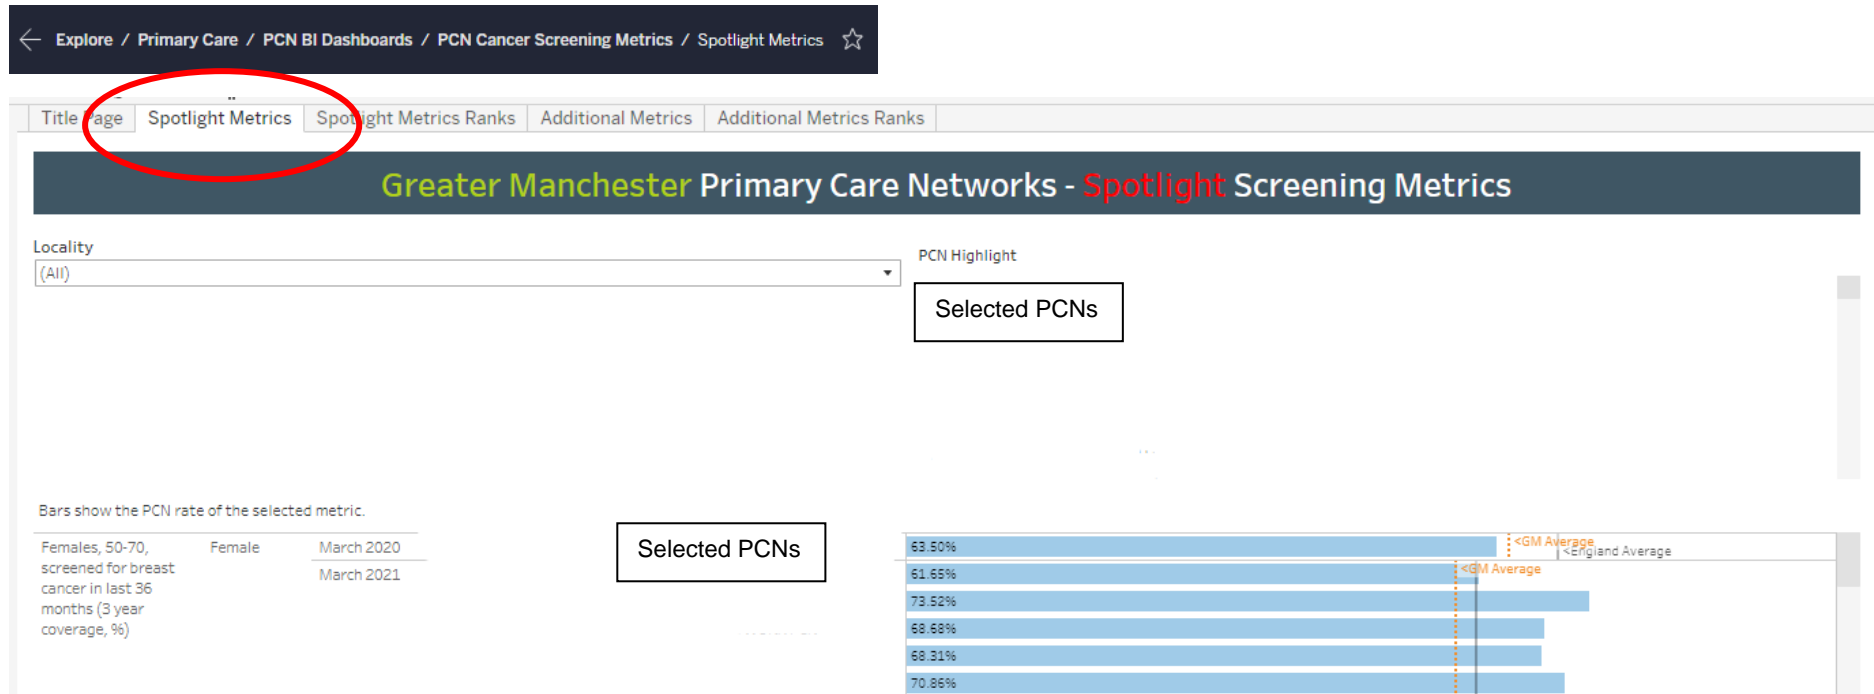 Explore / Primary Care / PCN BI Dashboards / PCN Cancer Screening Metrics / Spotlight Metrics
Title Page Spotlight Metrics Spotlight Metrics Ranks Additional Metrics Additional Metrics Ranks
Greater Manchester Primary Care Networks - Spotlight Screening Metrics
Locality
(All)
PCN Highlight
Selected PCNs
Bars show the PCN rate of the selected metric.
Females, 50-70,
screened for breast
cancer in last 36
months (3 year
coverage, %)
Female
March 2020
March 2021
Selected PCNs
63.50%
<GM Average
<England Average
61.65%
<GM Average
73.52%
68.68%
68.31%
70.86%